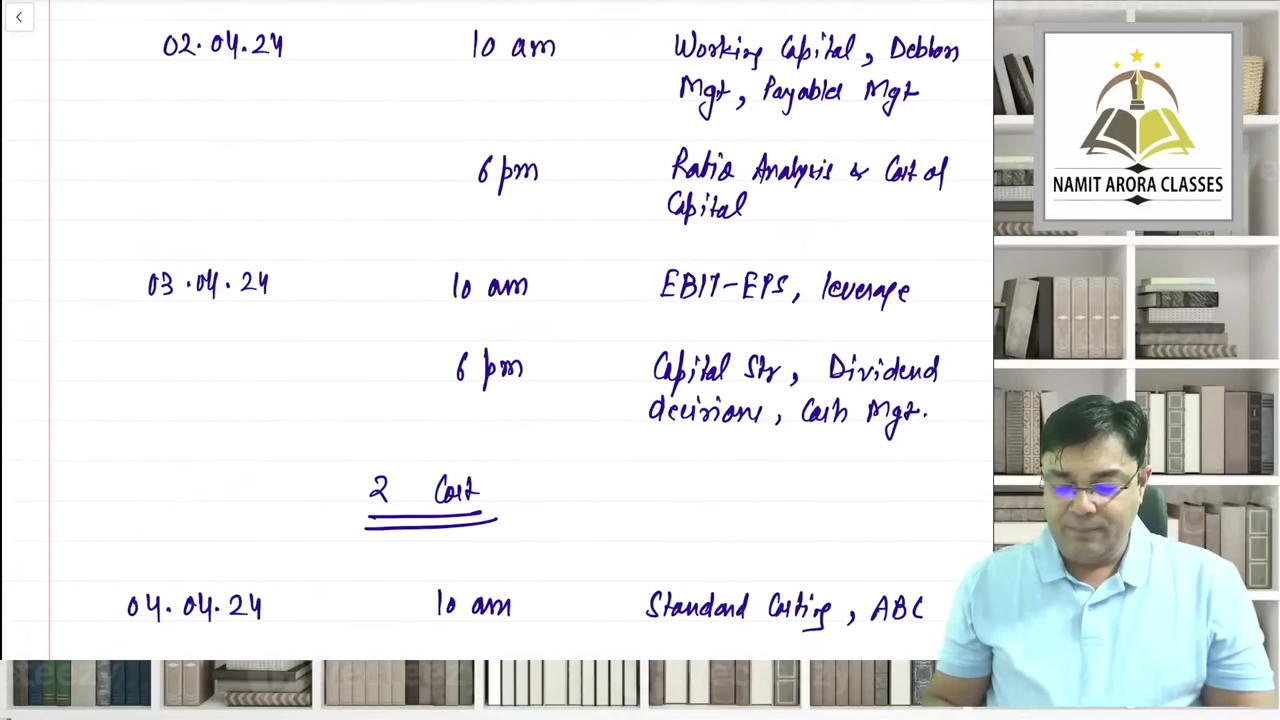 02.04.24 10 am Working Capital, Debtors
Mgt, Payables Mgt
6 pm Ratio Analysis & Cost of
Capital
03.04.24 10 am EBIT-EPS, leverage
6 pm Capital Str, Dividend
decisions, Cash Mgt.
2 Cost
04.04.24 10 am Standard Costing, ABC
NAMIT ARORA CLASSES